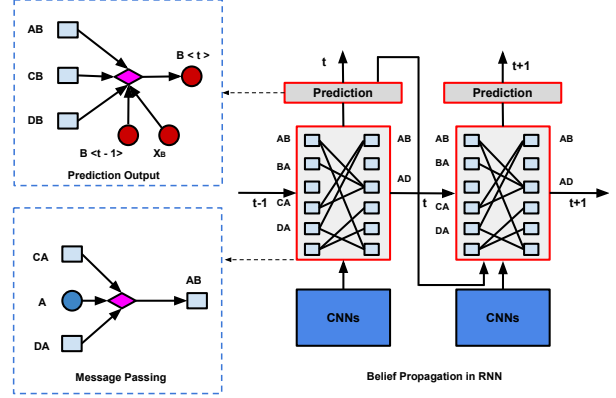 AB
CB
DB
B < t >
B < t - 1>
XB
Prediction Output
CA
A
DA
AB
Message Passing
t
t+1
Prediction
Prediction
AB
BA
CA
DA
AB
AD
AB
BA
CA
DA
AB
AD
t-1
t
t+1
CNNs
CNNs
Belief Propagation in RNN